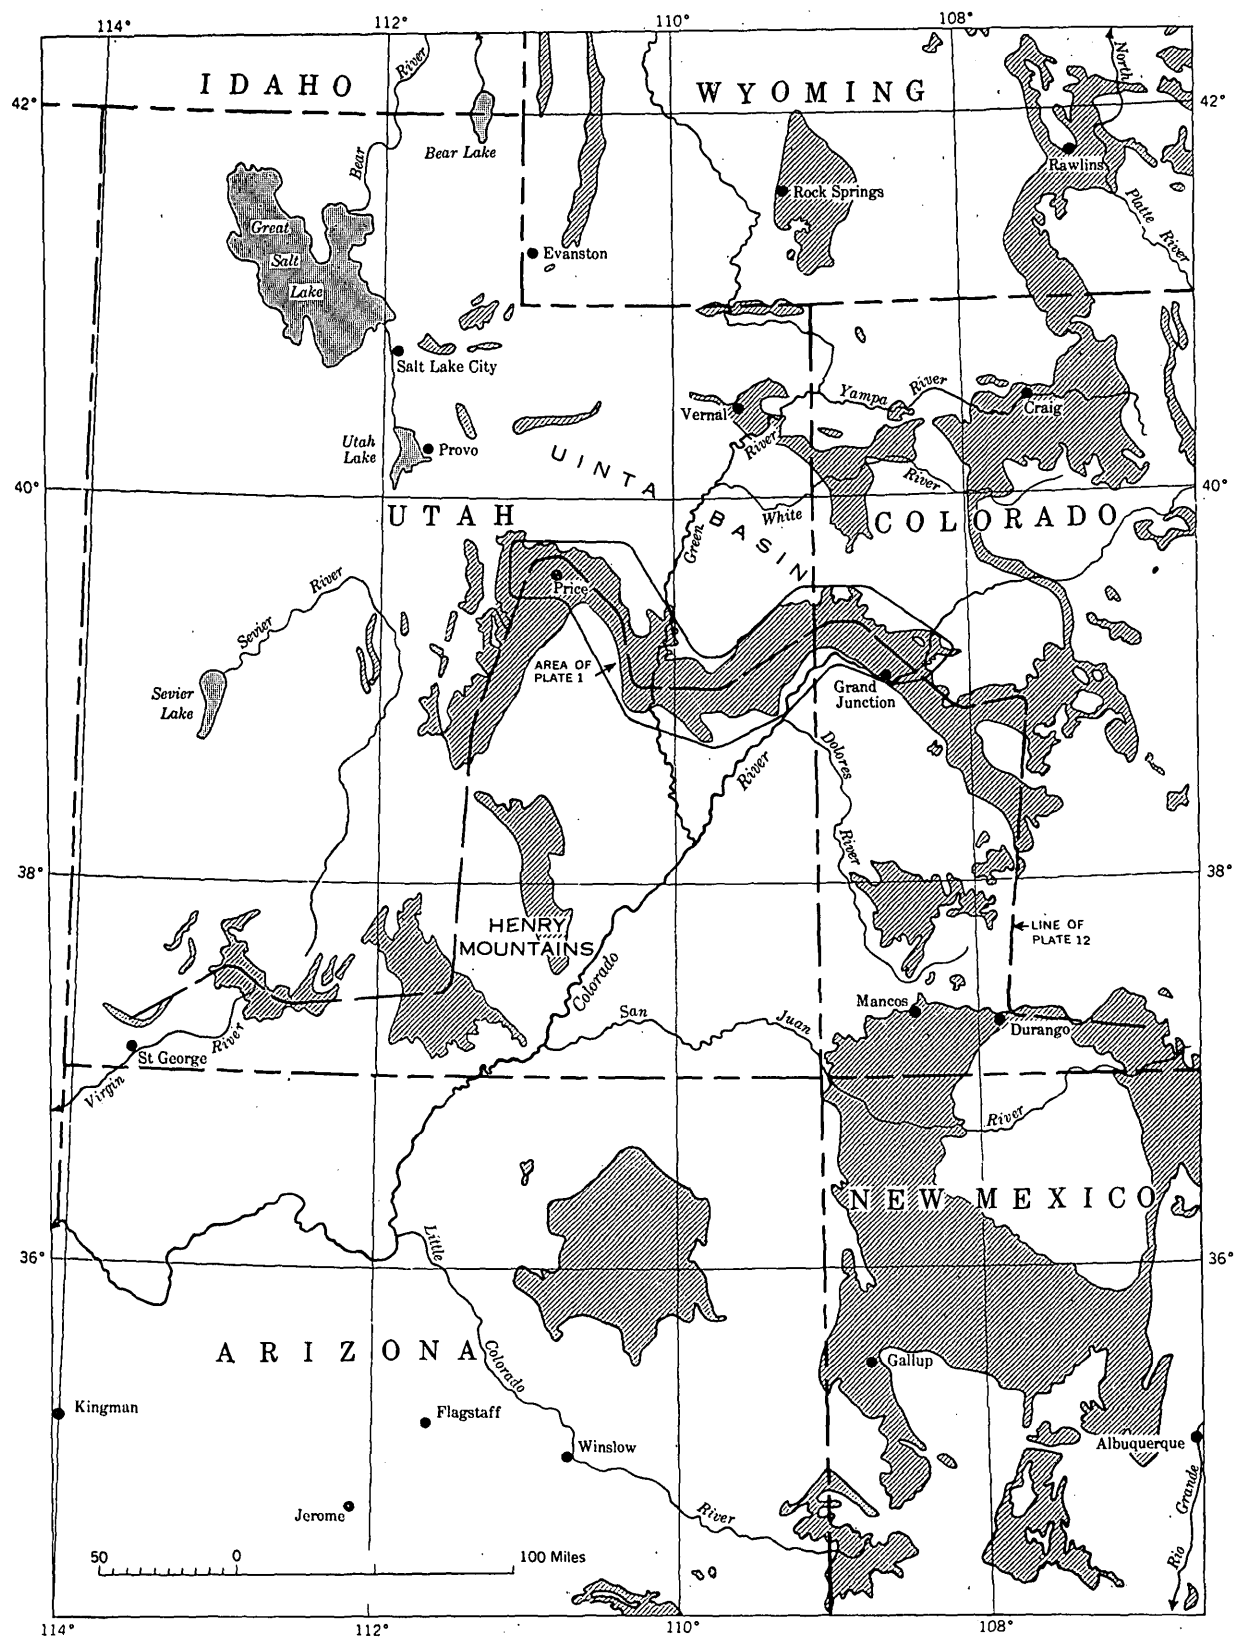 114°
112°
110°
108°
IDAHO
WYOMING
North
River
42°
42°
Bear Lake
Bear
Rawlins
Rock Springs
Platte
River
Great
Salt
Lake
Evanston
Salt Lake City
Yampa
River
Craig
Vernal
Utah
Lake
Provo
River
UINTA
BASIN
River
40°
40°
UTAH
White
COLORADO
Green
Price
River
Sevier
AREA OF
PLATE 1
Sevier
Lake
Grand
Junction
Dolores
River
River
38°
38°
HENRY
MOUNTAINS
LINE OF
PLATE 12
Colorado
Mancos
San
Juan
Durango
St George
River
Virgin
River
NEW MEXICO
Little
36°
36°
ARIZONA
Colorado
Gallup
Kingman
Flagstaff
Albuquerque
Winslow
Grande
Jerome
River
Rio
50
0
100 Miles
114°
112°
110°
108°